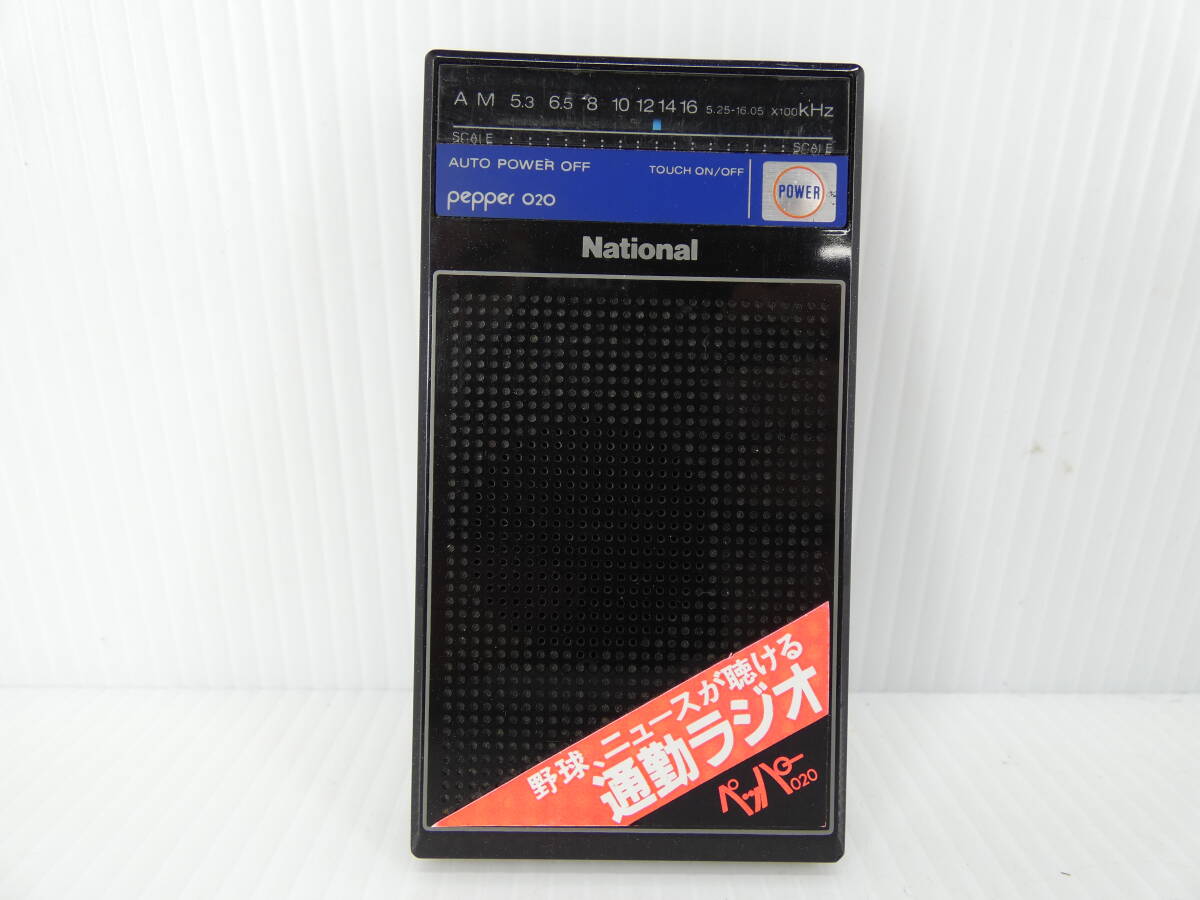 AM 5.3 6.5 8 10 12 14 16 5.25-16.05 X100kHz
SCALE SCALE
AUTO POWER OFF TOUCH ON/OFF
POWER
pepper 020
National
野球、ニュースが聴ける
通勤ラジオ
ペッパー020